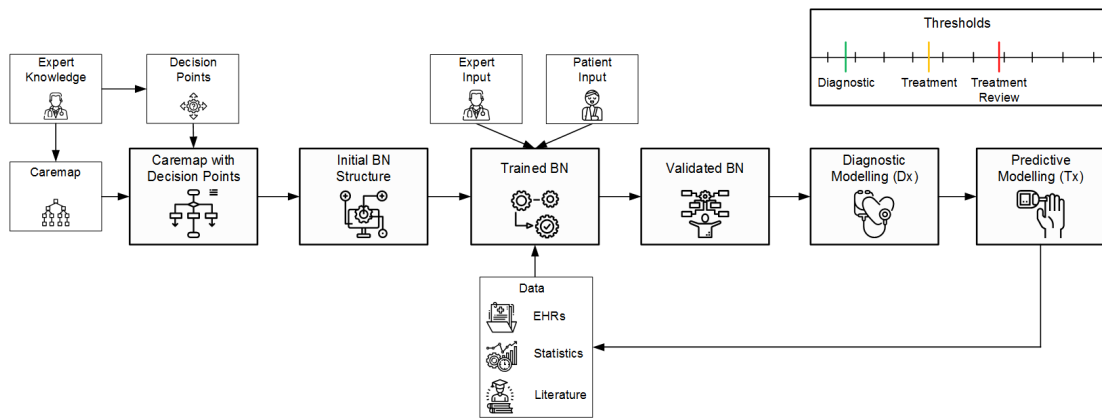 Thresholds
Diagnostic
Treatment
Treatment
Review
Expert
Knowledge
Decision
Points
Expert
Input
Patient
Input
Caremap
Caremap with
Decision Points
Initial BN
Structure
Trained BN
Validated BN
Diagnostic
Modelling (Dx)
Predictive
Modelling (Tx)
Data
EHRs
Statistics
Literature